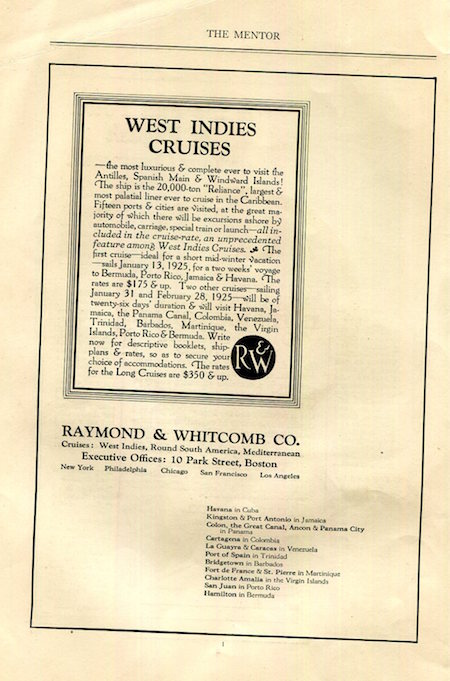 THE MENTOR
WEST INDIES
CRUISES
—the most luxurious & complete ever to visit the
Antilles, Spanish Main & Windward Islands!
The ship is the 20,000-ton "Reliance", largest &
most palatial liner ever to cruise in the Caribbean.
Fifteen ports & cities are visited, at the great ma-
jority of which there will be excursions ashore by
automobile, carriage, special train or launch—all in-
cluded in the cruise-rate, an unprecedented
feature among West Indies Cruises. The
first cruise—ideal for a short mid-winter vacation
—sails January 13, 1925, for a two weeks' voyage
to Bermuda, Porto Rico, Jamaica & Havana. The
rates are $175 & up. Two other cruises—sailing
January 31 and February 28, 1925—will be of
twenty-six days' duration & will visit Havana, Ja-
maica, the Panama Canal, Colombia, Venezuela,
Trinidad, Barbados, Martinique, the Virgin
Islands, Porto Rico & Bermuda. Write
now for descriptive booklets, ship-
plans & rates, so as to secure your
choice of accommodations. The rates
for the Long Cruises are $350 & up.
R&W
RAYMOND & WHITCOMB CO.
Cruises: West Indies, Round South America, Mediterranean
Executive Offices: 10 Park Street, Boston
New York Philadelphia Chicago San Francisco Los Angeles
Havana in Cuba
Kingston & Port Antonio in Jamaica
Colon, the Great Canal, Ancon & Panama City
in Panama
Cartagena in Colombia
La Guayra & Caracas in Venezuela
Port of Spain in Trinidad
Bridgetown in Barbados
Fort de France & St. Pierre in Martinique
Charlotte Amalia in the Virgin Islands
San Juan in Porto Rico
Hamilton in Bermuda
1